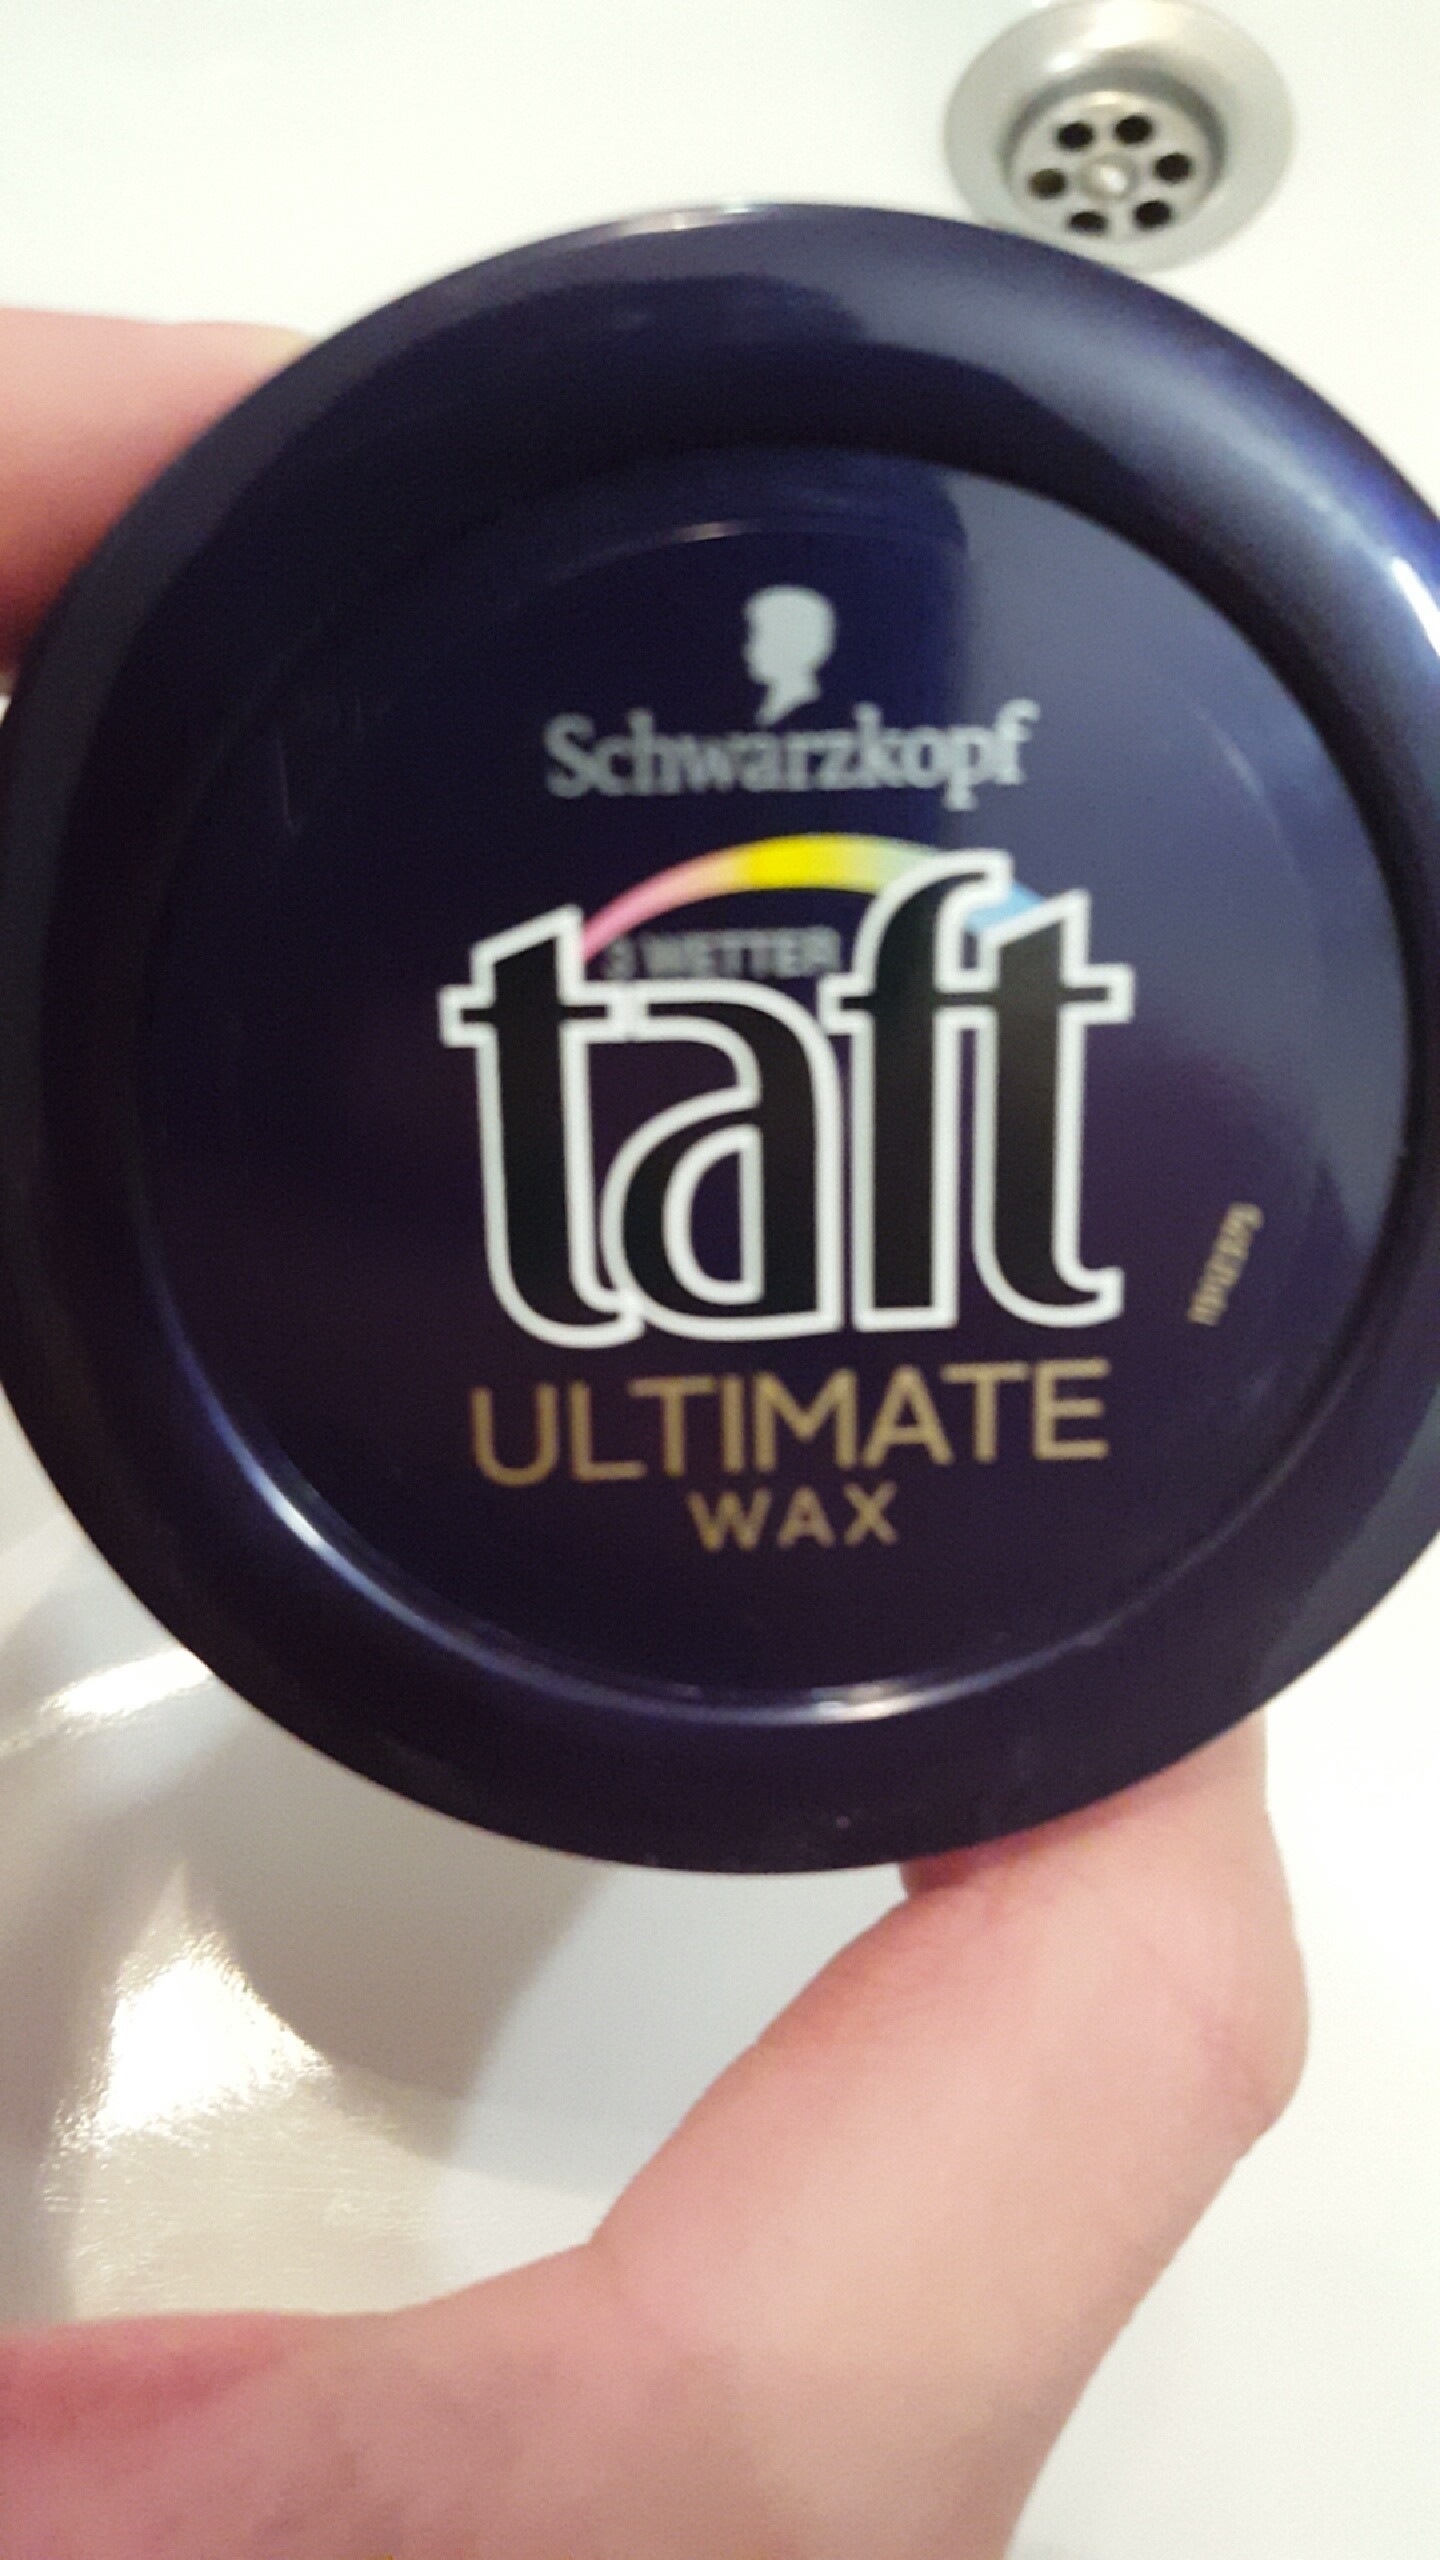 Schwarzkopf
3 WETTER
taft
ULTIMATE
WAX